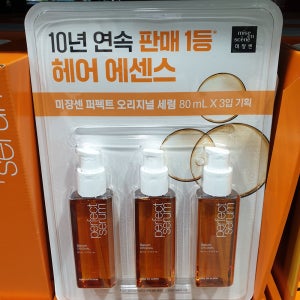 10년 연속 판매 1등
헤어 에센스
미쟝센 퍼펙트 오리지널 세럼 80 mL X 3입 기획
mise
en
scène
미쟝센
perfect
serum
perfect
serum
perfect
serum